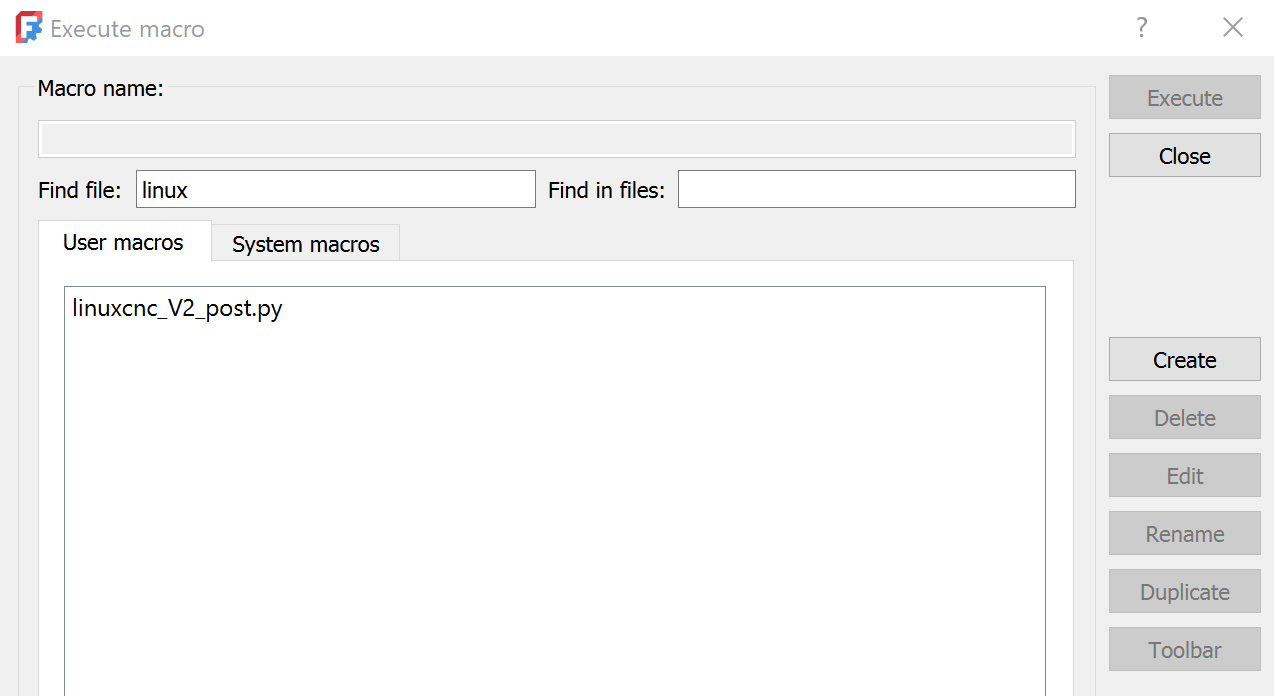 Execute macro
?
Macro name:
Execute
Close
Find file: linux Find in files:
User macros System macros
linuxcnc_V2_post.py
Create
Delete
Edit
Rename
Duplicate
Toolbar